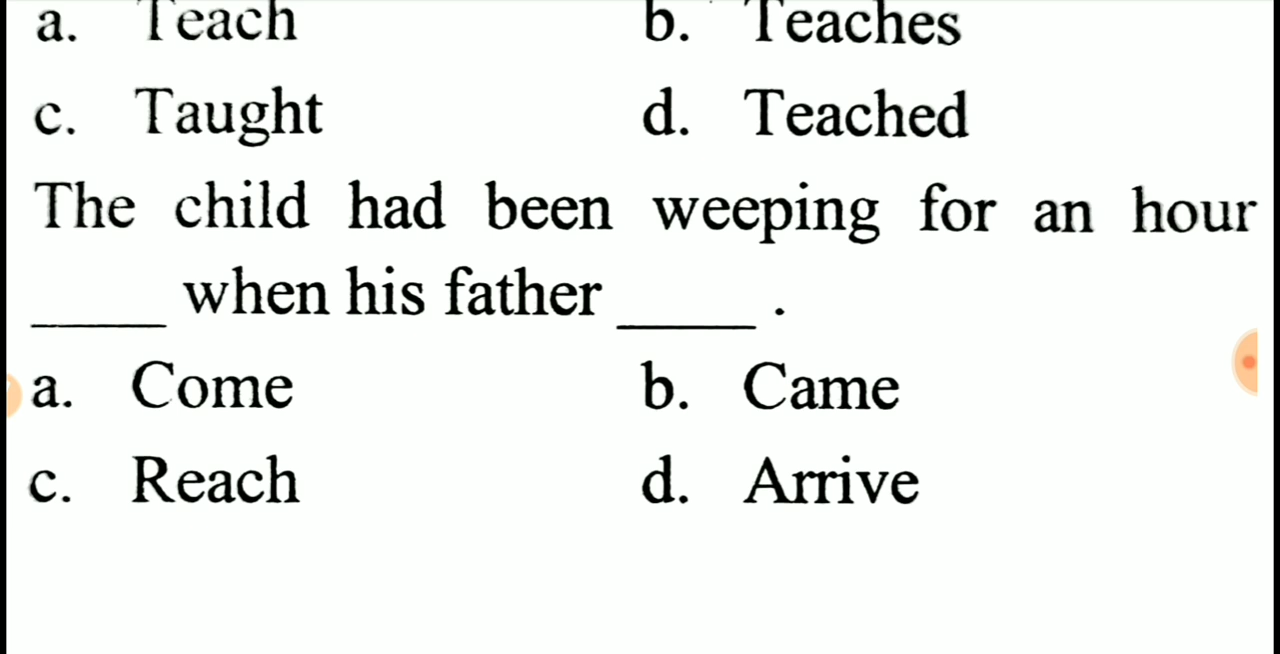 a. Teach b. Teaches
c. Taught d. Teached
The child had been weeping for an hour
_____ when his father _____ .
a. Come b. Came
c. Reach d. Arrive